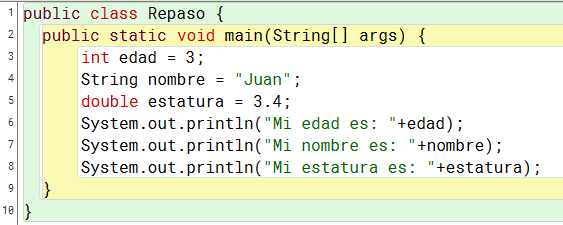 1 public class Repaso {
2 public static void main(String[] args) {
3 int edad = 3;
4 String nombre = "Juan";
5 double estatura = 3.4;
6 System.out.println("Mi edad es: "+edad);
7 System.out.println("Mi nombre es: "+nombre);
8 System.out.println("Mi estatura es: "+estatura);
9 }
10 }